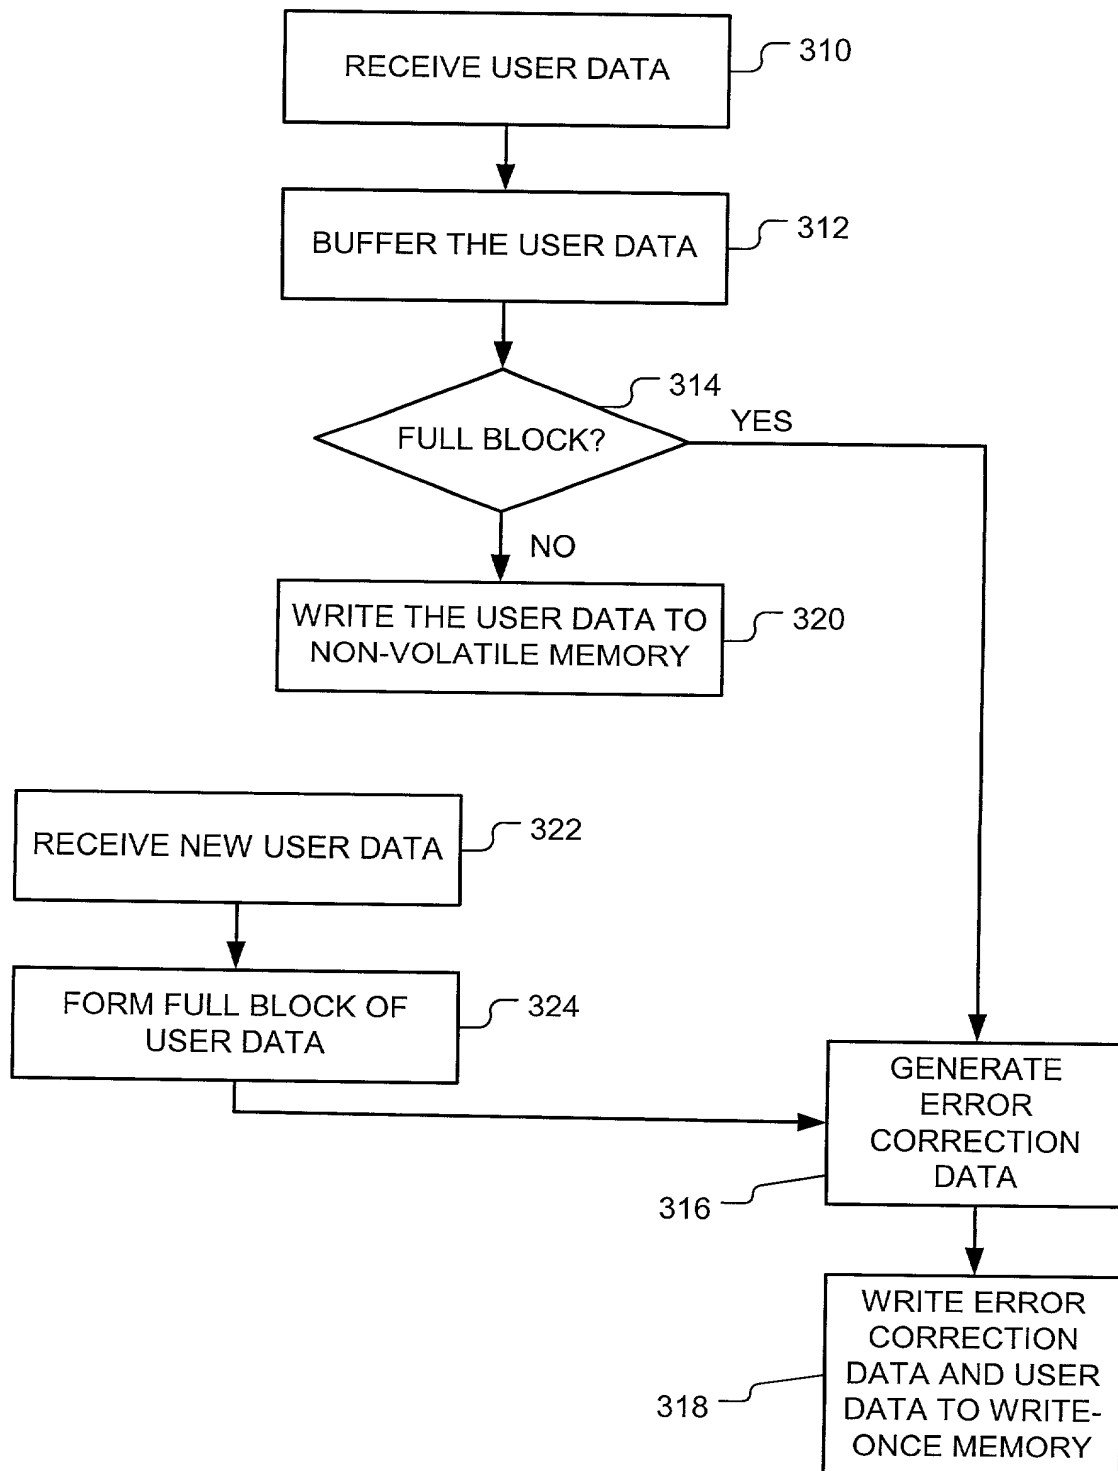 RECEIVE USER DATA
310
BUFFER THE USER DATA
312
314
FULL BLOCK?
YES
NO
WRITE THE USER DATA TO
NON-VOLATILE MEMORY
320
RECEIVE NEW USER DATA
322
FORM FULL BLOCK OF
USER DATA
324
GENERATE
ERROR
CORRECTION
DATA
316
WRITE ERROR
CORRECTION
DATA AND USER
DATA TO WRITE-
ONCE MEMORY
318